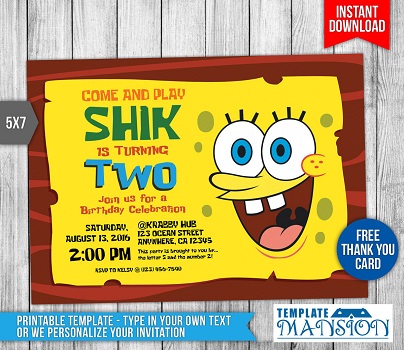 INSTANT
DOWNLOAD
5X7
COME AND PLAY
SHIK
IS TURNING
TWO
Join us for a
Birthday Celebration
SATURDAY,
AUGUST 13, 2016
2:00 PM
@KRABBY HUB
123 OCEAN STREET
ANYWHERE, CA 12345
This party is brought to you by...
the letter S and the number 2!
RSVP TO KELSY @ (123) 456-7890
FREE
THANK YOU
CARD
PRINTABLE TEMPLATE - TYPE IN YOUR OWN TEXT
OR WE PERSONALIZE YOUR INVITATION
TEMPLATE
MANSION